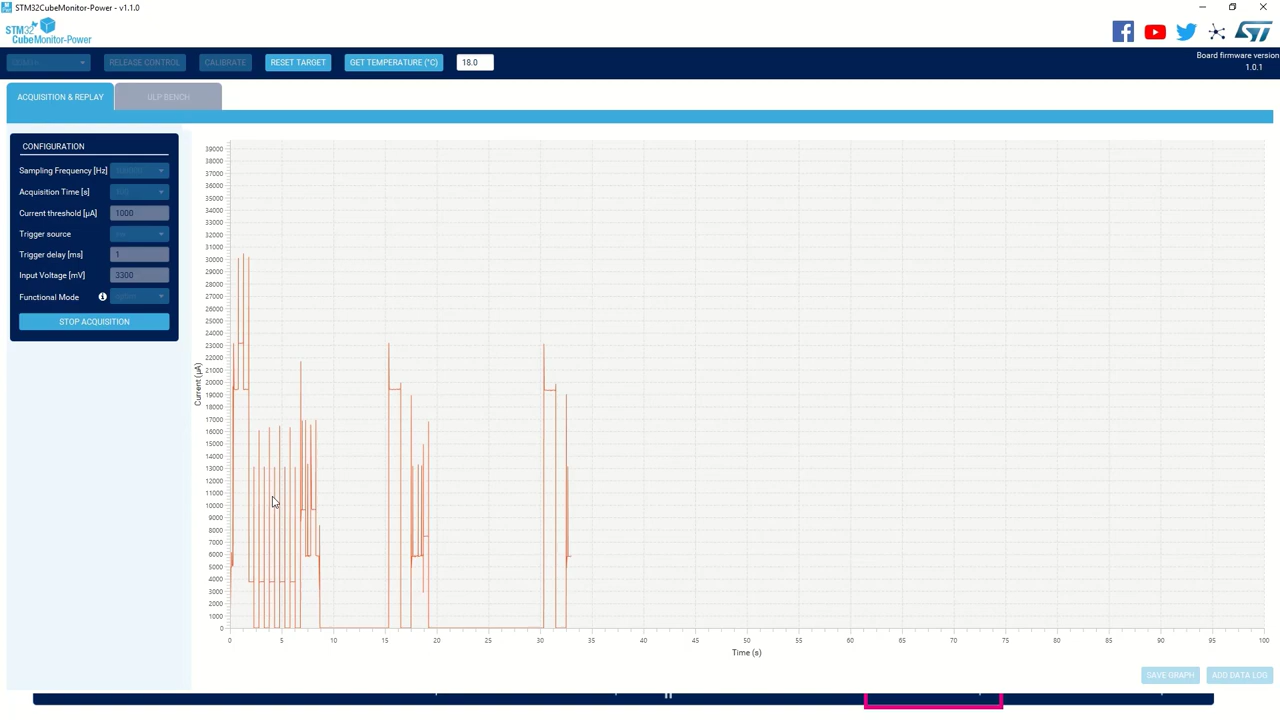 STM32CubeMonitor-Power - v1.1.0
STM32
CubeMonitor-Power
RELEASE CONTROL
CALIBRATE
RESET TARGET
GET TEMPERATURE (°C)
18.0
Board firmware version
1.0.1
ACQUISITION & REPLAY
ULP BENCH
CONFIGURATION
Sampling Frequency [Hz]
Acquisition Time [s]
Current threshold [µA]
1000
Trigger source
Trigger delay [ms]
1
Input Voltage [mV]
3300
Functional Mode
STOP ACQUISITION
39000
38000
37000
36000
35000
34000
33000
32000
31000
30000
29000
28000
27000
26000
25000
24000
23000
22000
21000
20000
19000
18000
17000
16000
15000
14000
13000
12000
11000
10000
9000
8000
7000
6000
5000
4000
3000
2000
1000
0
Current (µA)
0 5 10 15 20 25 30 35 40 45 50 55 60 65 70 75 80 85 90 95 100
Time (s)
SAVE GRAPH
ADD DATA LOG